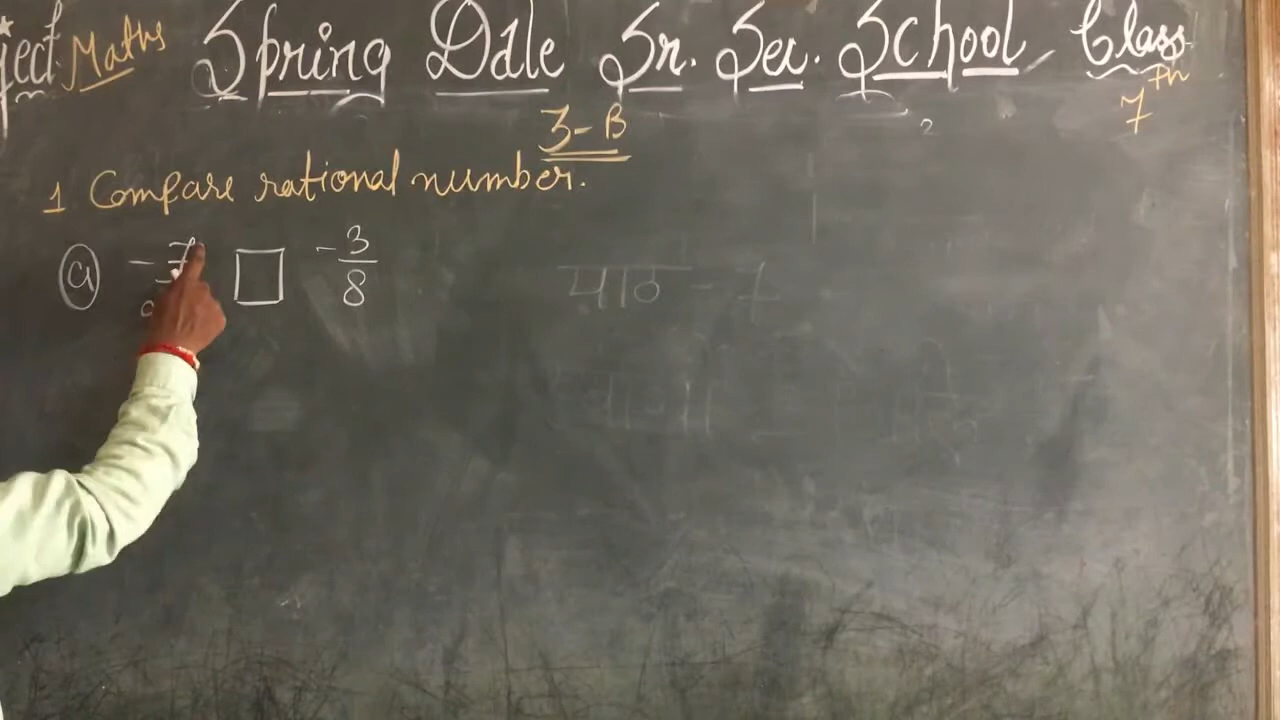 ject Maths Spring Dale Sr. Sec. School, Class 7th
3-B
1 Compare rational number.
(a) -7 □ -3/8
पाठ - 7